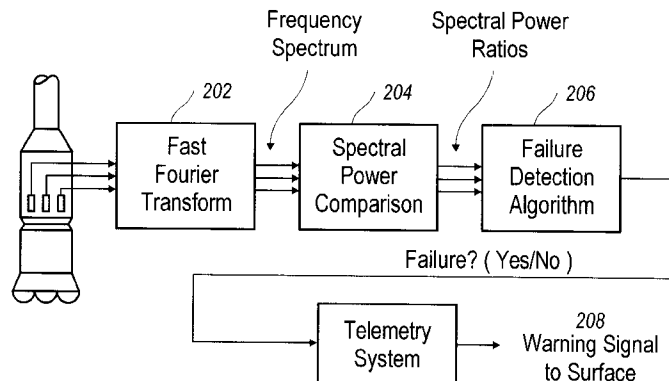 Frequency
Spectrum
Spectral Power
Ratios
202
204
206
Fast
Fourier
Transform
Spectral
Power
Comparison
Failure
Detection
Algorithm
Failure? ( Yes/No )
Telemetry
System
208
Warning Signal
to Surface